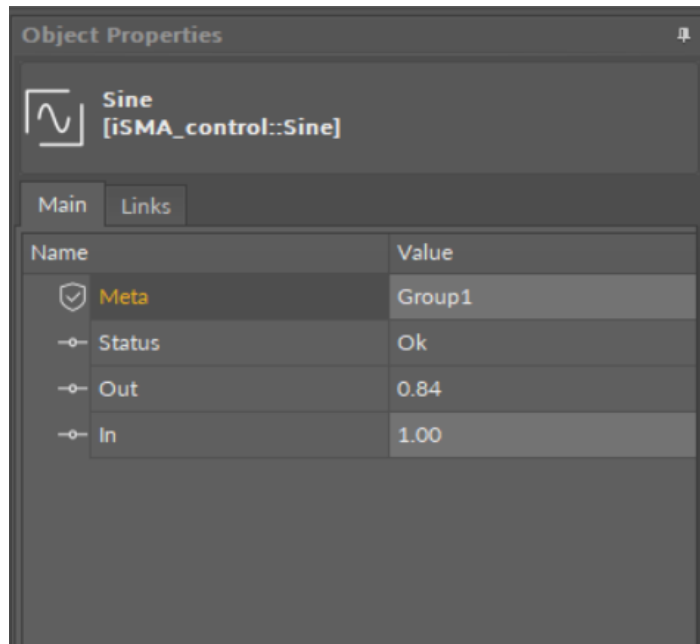 Object Properties
Sine
[iSMA_control::Sine]
Main Links
Name Value
Meta Group1
Status Ok
Out 0.84
In 1.00